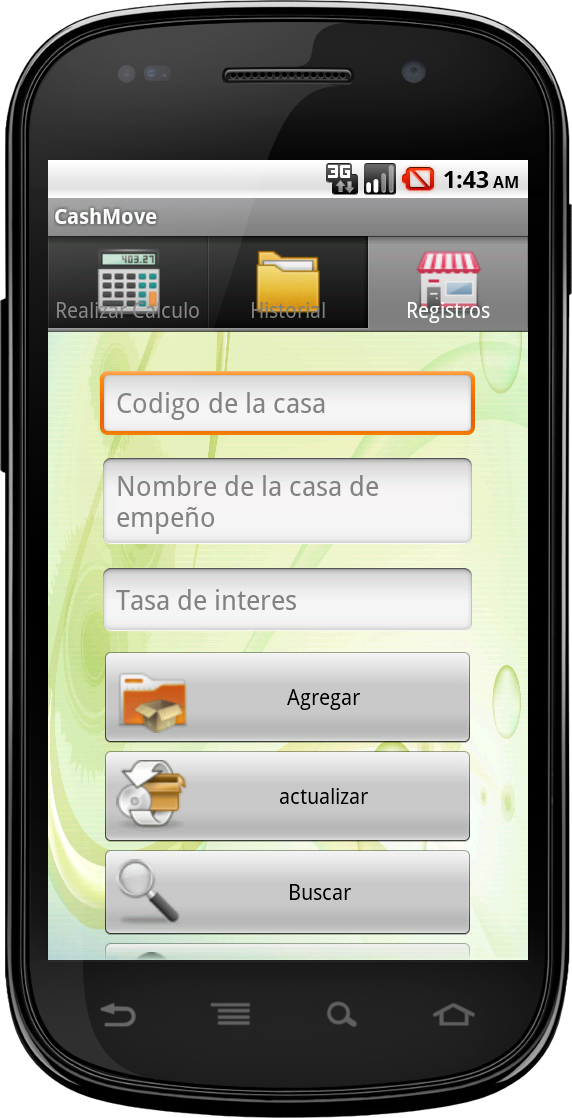 3G 1:43 AM
CashMove
403.27
Realizar Calculo Historial Registros
Codigo de la casa
Nombre de la casa de
empeño
Tasa de interes
Agregar
actualizar
Buscar